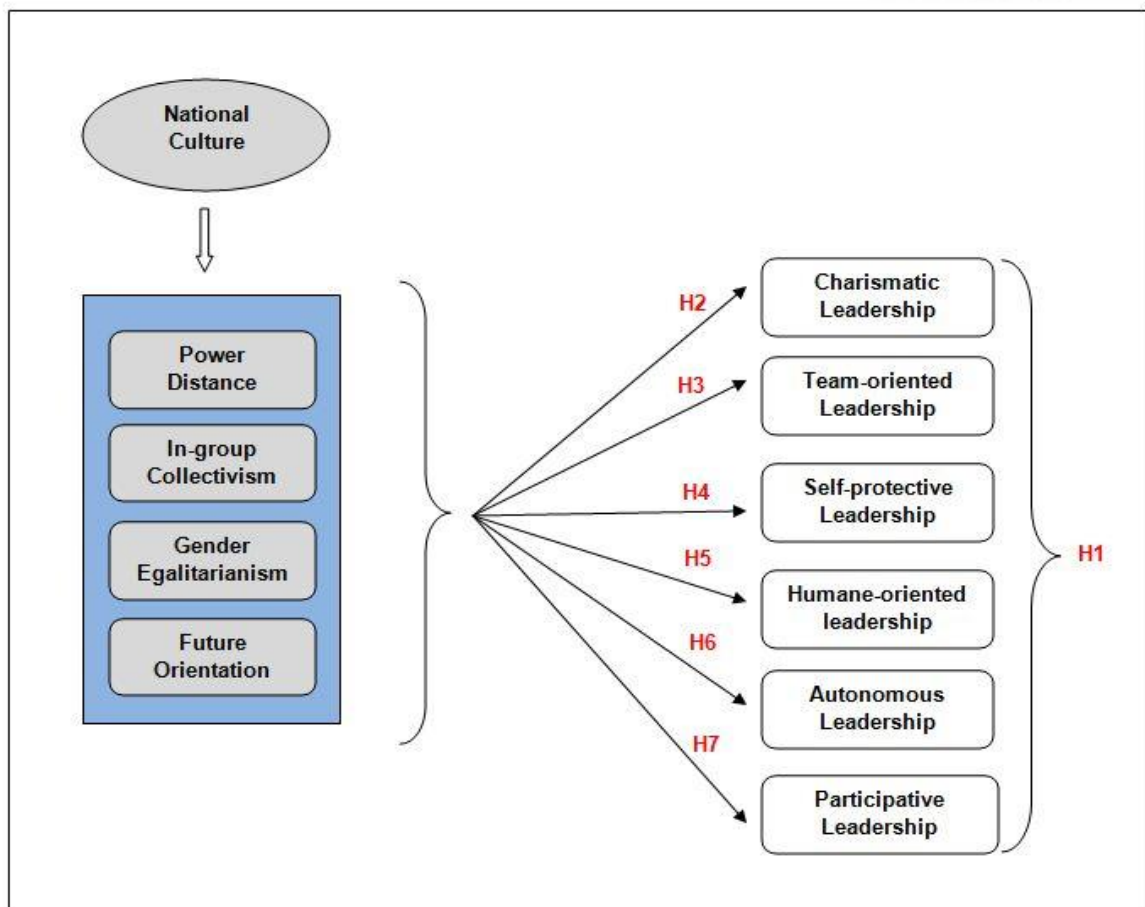 National
Culture
Power
Distance
In-group
Collectivism
Gender
Egalitarianism
Future
Orientation
H2
H3
H4
H5
H6
H7
Charismatic
Leadership
Team-oriented
Leadership
Self-protective
Leadership
Humane-oriented
leadership
Autonomous
Leadership
Participative
Leadership
H1